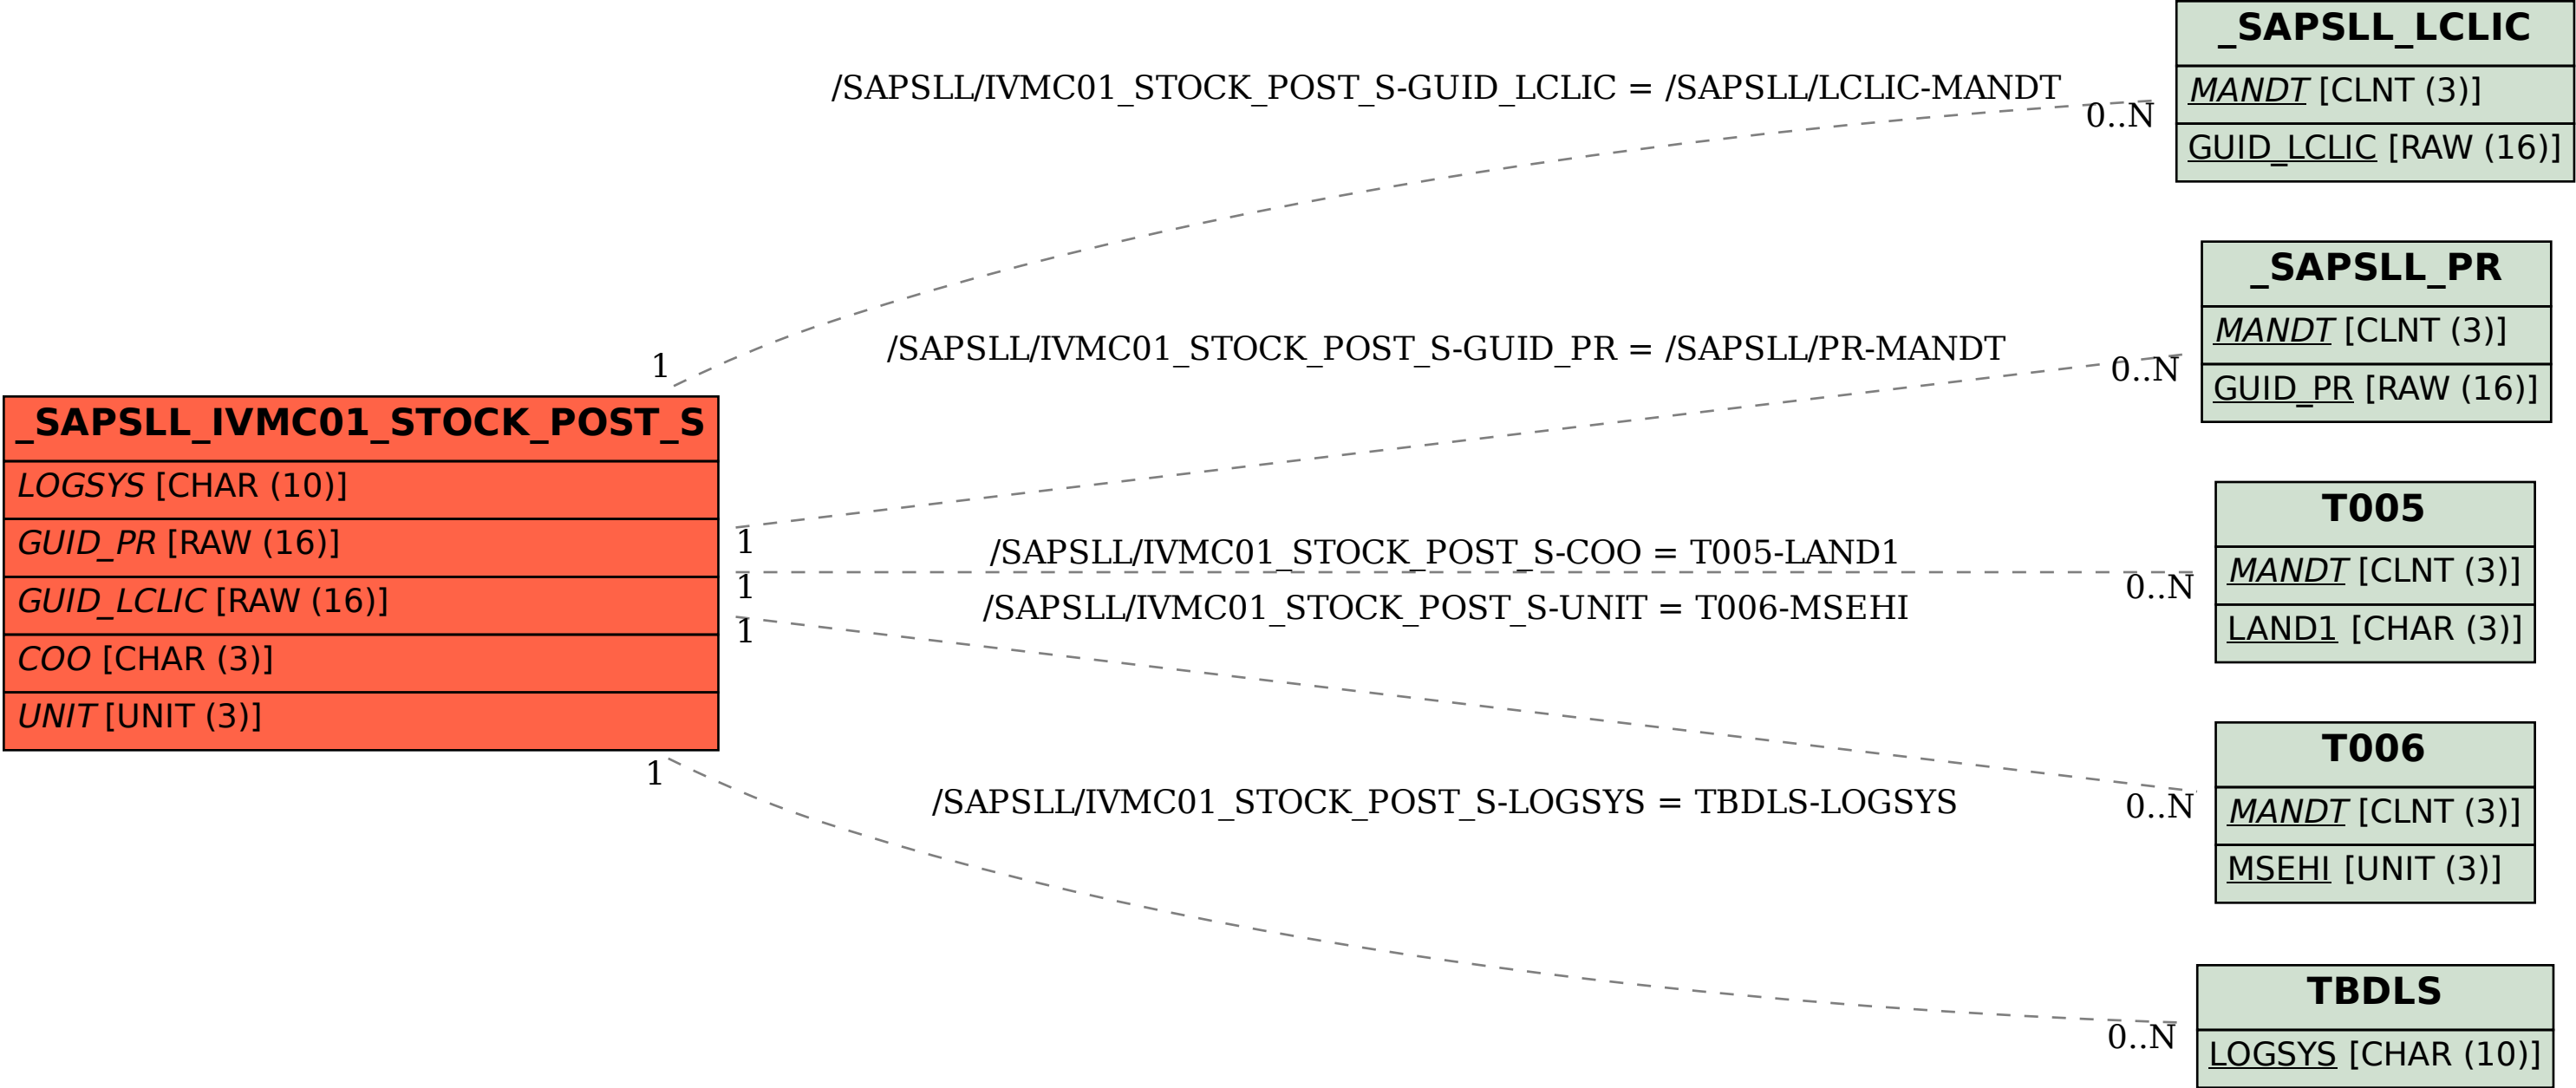 _SAPSLL_LCLIC
MANDT [CLNT (3)]
GUID_LCLIC [RAW (16)]
/SAPSLL/IVMC01_STOCK_POST_S-GUID_LCLIC = /SAPSLL/LCLIC-MANDT
0..N
1
_SAPSLL_PR
MANDT [CLNT (3)]
GUID_PR [RAW (16)]
/SAPSLL/IVMC01_STOCK_POST_S-GUID_PR = /SAPSLL/PR-MANDT
0..N
1
_SAPSLL_IVMC01_STOCK_POST_S
LOGSYS [CHAR (10)]
GUID_PR [RAW (16)]
GUID_LCLIC [RAW (16)]
COO [CHAR (3)]
UNIT [UNIT (3)]
/SAPSLL/IVMC01_STOCK_POST_S-COO = T005-LAND1
1
0..N
T005
MANDT [CLNT (3)]
LAND1 [CHAR (3)]
/SAPSLL/IVMC01_STOCK_POST_S-UNIT = T006-MSEHI
1
0..N
T006
MANDT [CLNT (3)]
MSEHI [UNIT (3)]
1
/SAPSLL/IVMC01_STOCK_POST_S-LOGSYS = TBDLS-LOGSYS
0..N
TBDLS
LOGSYS [CHAR (10)]